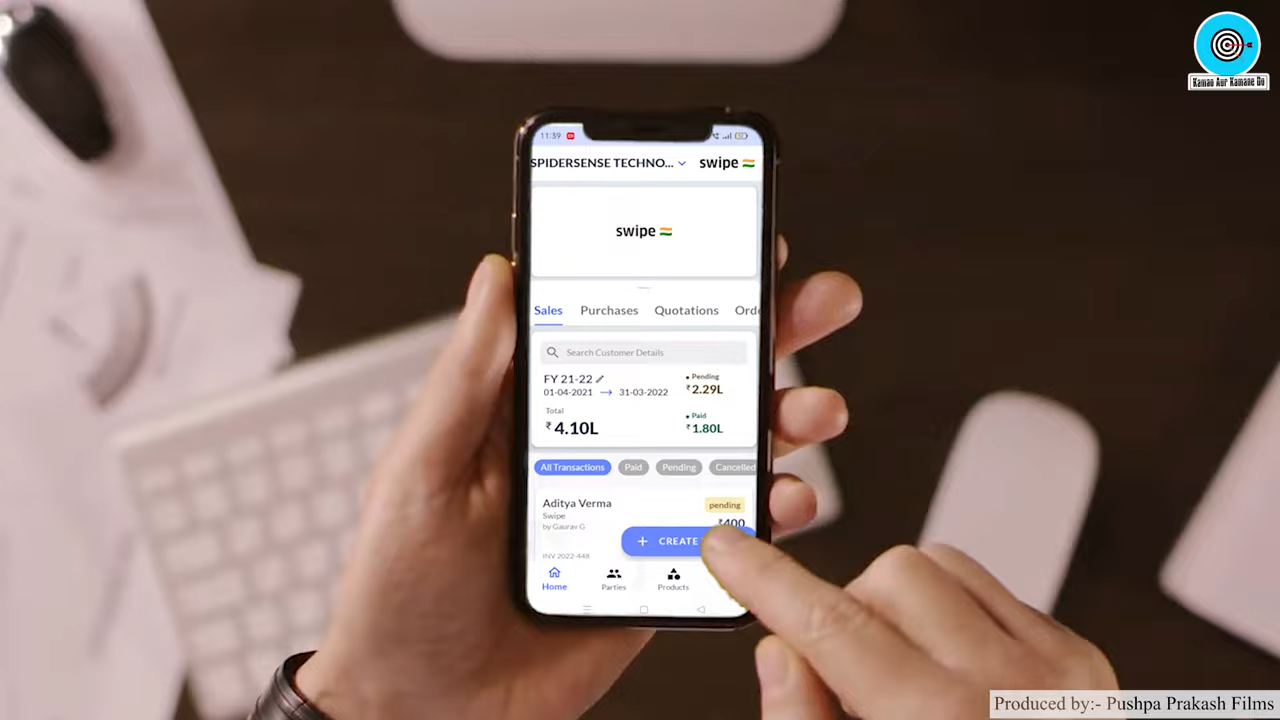 Kamao Aur Kamane Do
11:39
SPIDERSENSE TECHNO... swipe
swipe
Sales Purchases Quotations Orde
Search Customer Details
FY 21-22
01-04-2021 → 31-03-2022
Pending
₹2.29L
Total
₹4.10L
Paid
₹1.80L
All Transactions Paid Pending Cancelled
Aditya Verma
pending
Swipe
₹400
by Gaurav G
+ CREATE
INV 2022-448
Home Parties Products
Produced by:- Pushpa Prakash Films